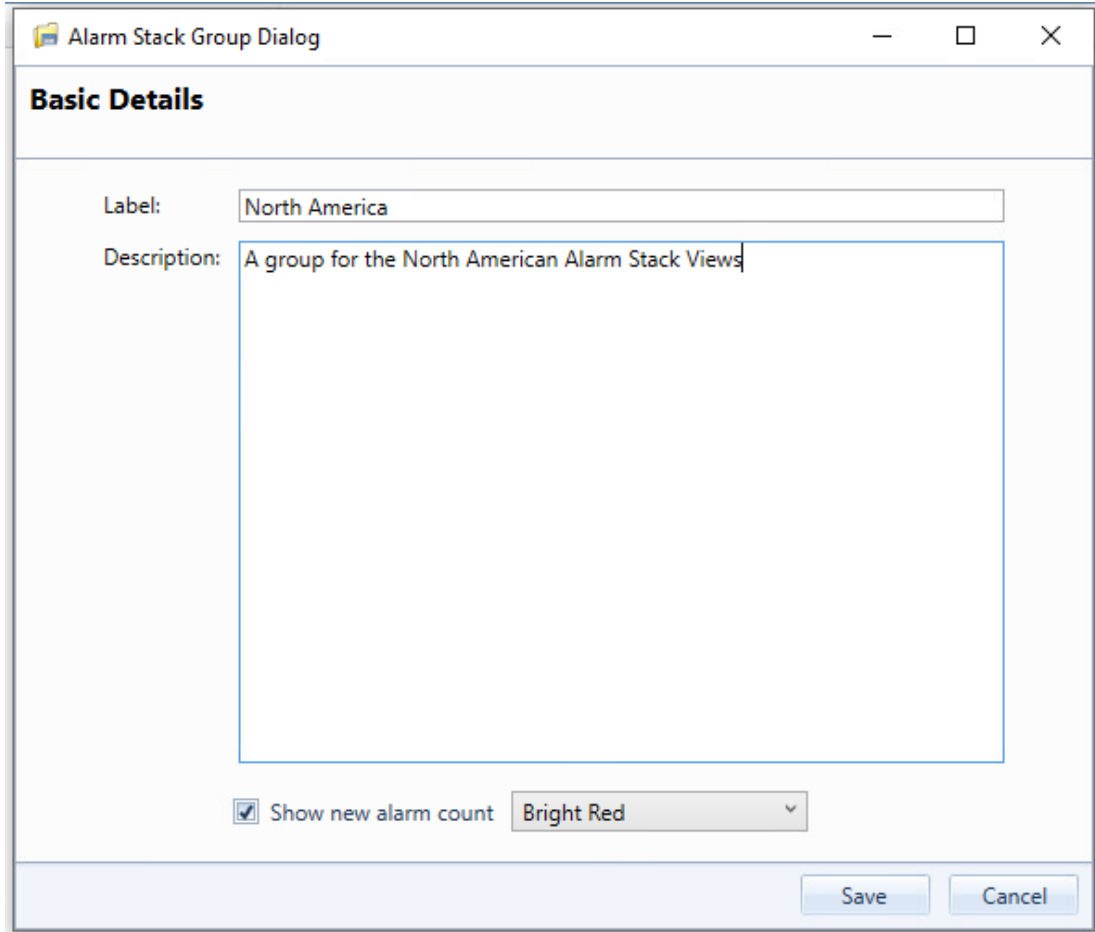 Alarm Stack Group Dialog
Basic Details
Label: North America
Description: A group for the North American Alarm Stack Views
Show new alarm count Bright Red
Save Cancel